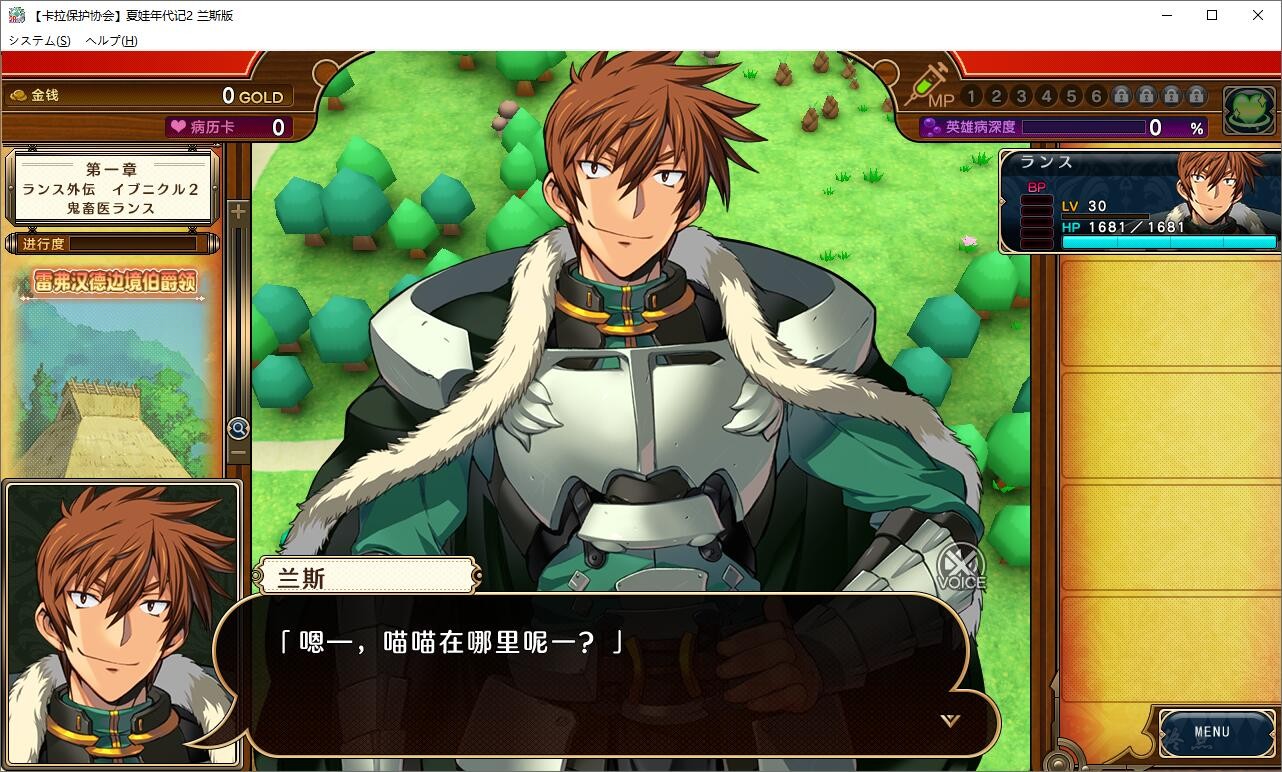 【卡拉保护协会】夏娃年代记2 兰斯版
システム(S) ヘルプ(H)
金钱 0 GOLD
病历卡 0
MP 1 2 3 4 5 6
英雄病深度 0 %
第一章
ランス外伝 イブニクル2
鬼畜医ランス
进行度
雷弗汉德边境伯爵领
ランス
BP
LV 30
HP 1681／1681
兰斯
VOICE
「嗯一，喵喵在哪里呢一？」
MENU